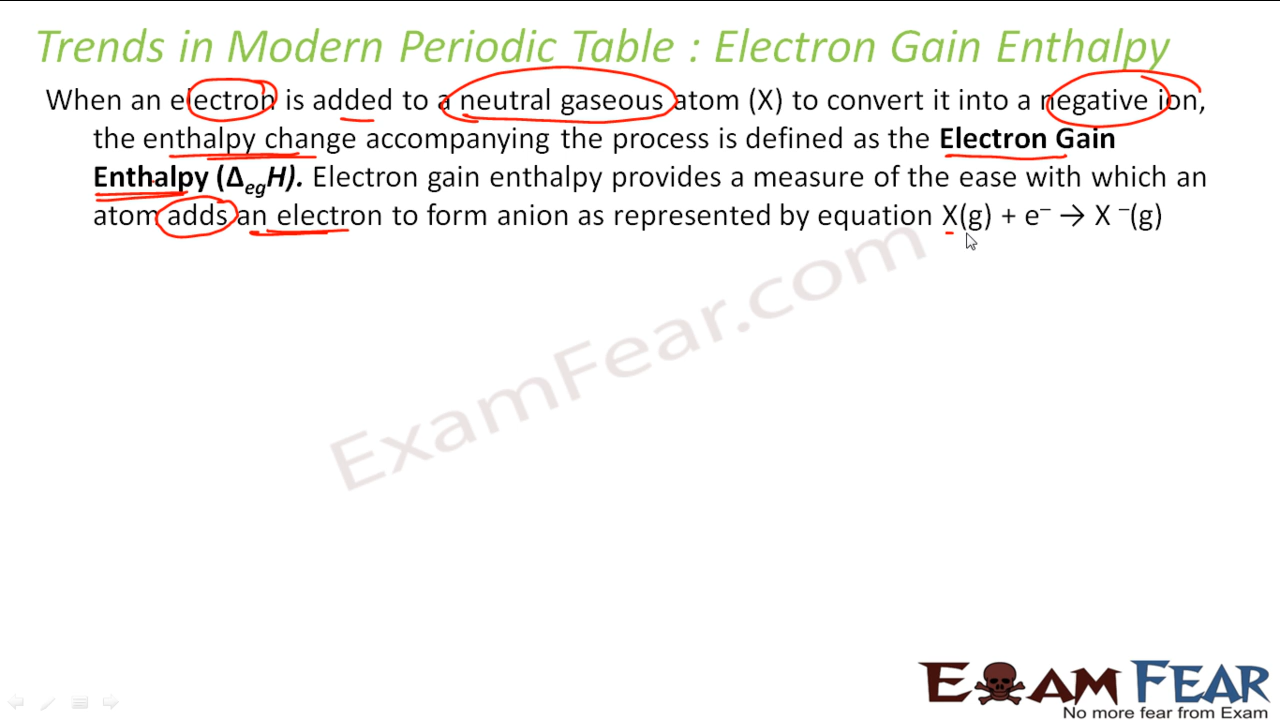 Trends in Modern Periodic Table : Electron Gain Enthalpy
When an electron is added to a neutral gaseous atom (X) to convert it into a negative ion,
the enthalpy change accompanying the process is defined as the Electron Gain
Enthalpy (ΔegH). Electron gain enthalpy provides a measure of the ease with which an
atom adds an electron to form anion as represented by equation X(g) + e⁻ → X ⁻(g)
ExamFear.com
EXAM FEAR
No more fear from Exam